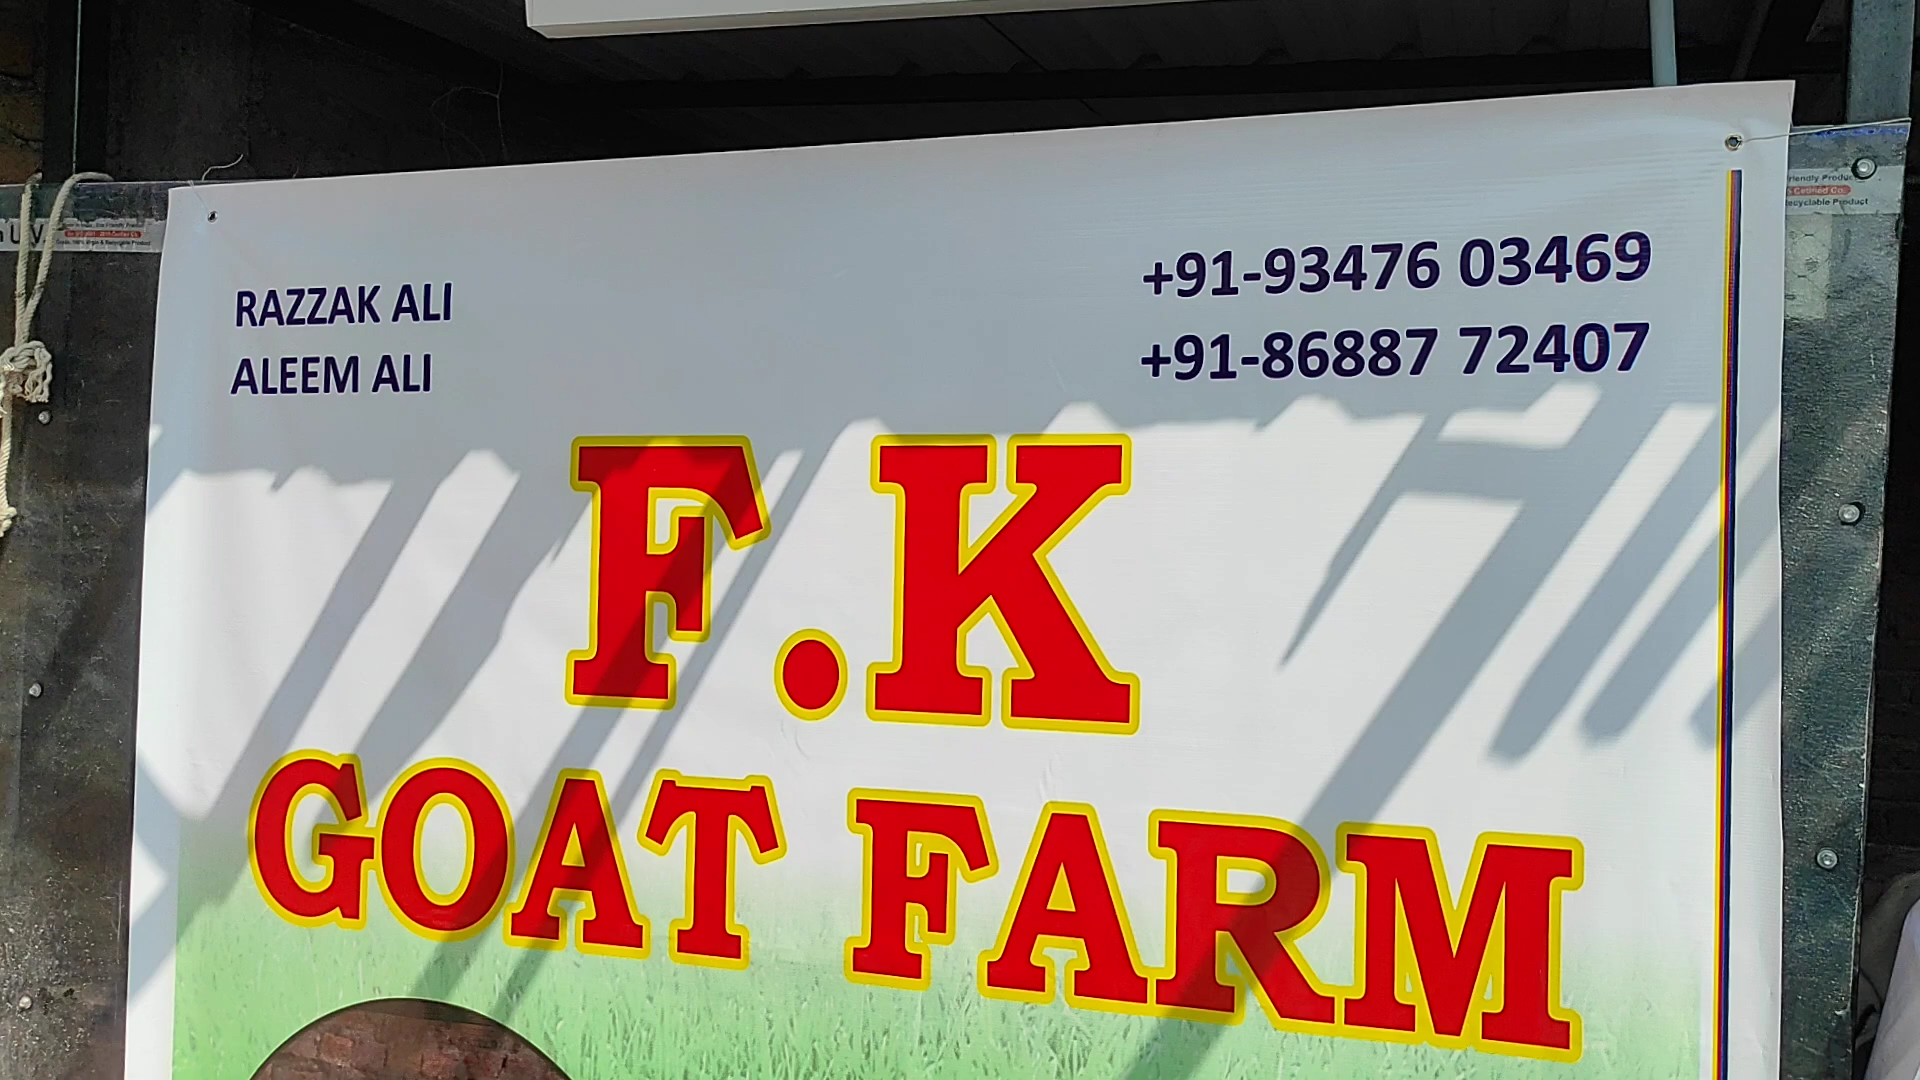 RAZZAK ALI
ALEEM ALI
+91-93476 03469
+91-86887 72407
F.K
GOAT FARM